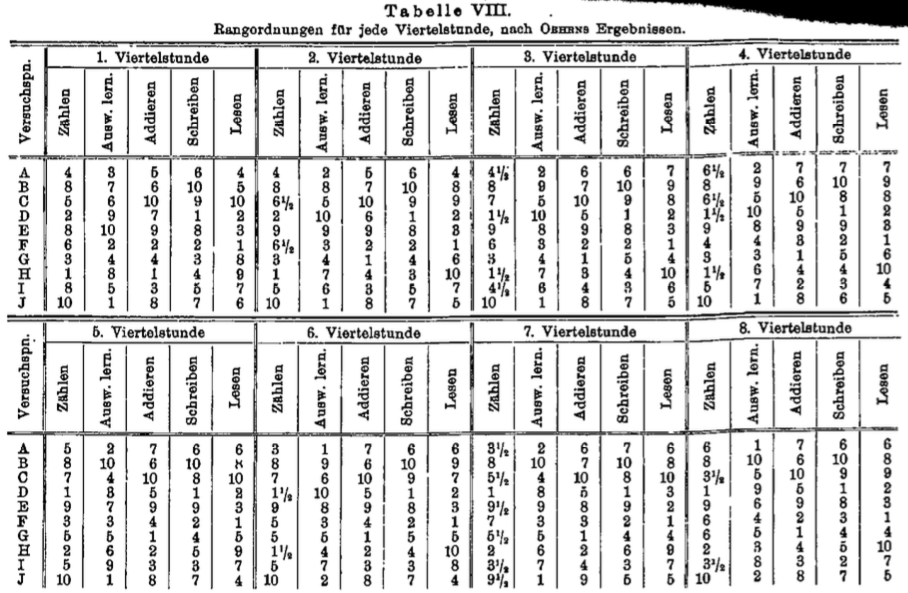 Tabelle VIII.
Rangordnungen für jede Viertelstunde, nach OEHRNS Ergebnissen.
Versuchspn. 1. Viertelstunde 2. Viertelstunde 3. Viertelstunde 4. Viertelstunde
Zählen Ausw. lern. Addieren Schreiben Lesen Zählen Ausw. lern. Addieren Schreiben Lesen Zählen Ausw. lern. Addieren Schreiben Lesen Zählen Ausw. lern. Addieren Schreiben Lesen
A 4 3 5 6 4 4 2 5 6 4 4½ 2 6 6 7 6½ 2 7 7 7
B 8 7 6 10 5 8 8 7 10 8 8 9 7 10 9 8 9 6 10 9
C 5 6 10 9 10 6½ 5 10 9 9 7 5 10 9 8 6½ 5 10 8 8
D 2 9 7 1 2 2 10 6 1 2 1½ 10 5 1 2 1½ 10 5 1 2
E 8 10 9 8 3 9 9 9 8 3 9 8 9 8 3 9 8 9 9 3
F 6 2 2 2 1 6½ 3 2 2 1 6 3 2 2 1 4 4 3 2 1
G 3 4 4 3 8 3 4 1 4 6 3 4 1 5 4 3 3 1 5 6
H 1 8 1 4 9 1 7 4 3 10 1½ 7 3 4 10 1½ 6 4 4 10
I 8 5 3 5 7 5 6 3 5 7 4½ 6 4 3 6 5 7 2 3 4
J 10 1 8 7 6 10 1 8 7 5 10 1 8 7 5 10 1 8 6 5
Versuchspn. 5. Viertelstunde 6. Viertelstunde 7. Viertelstunde 8. Viertelstunde
Zählen Ausw. lern. Addieren Schreiben Lesen Zählen Ausw. lern. Addieren Schreiben Lesen Zählen Ausw. lern. Addieren Schreiben Lesen Zählen Ausw. lern. Addieren Schreiben Lesen
A 5 2 7 6 6 3 1 7 6 6 3½ 2 6 7 6 6 1 7 6 6
B 8 10 6 10 8 8 9 6 10 9 8 10 7 10 8 8 10 6 10 8
C 7 4 10 8 10 7 6 10 9 7 5½ 4 10 8 10 3½ 5 10 9 9
D 1 8 5 1 2 1½ 10 5 1 2 1 8 5 1 3 1 9 5 1 2
E 9 7 9 9 3 9 8 9 8 3 9½ 9 8 9 2 9 6 9 8 3
F 3 3 4 2 1 5 3 4 2 1 7 3 3 2 1 6 4 2 3 1
G 5 5 1 4 5 5 5 1 5 5 5½ 5 1 4 4 6 5 1 4 4
H 2 6 2 5 9 1½ 4 2 4 10 2 6 2 6 9 2 3 4 5 10
I 5 9 3 3 7 5 7 3 3 8 3½ 7 4 3 7 3½ 8 3 2 7
J 10 1 8 7 4 10 2 8 7 4 9½ 1 9 5 5 10 2 8 7 5